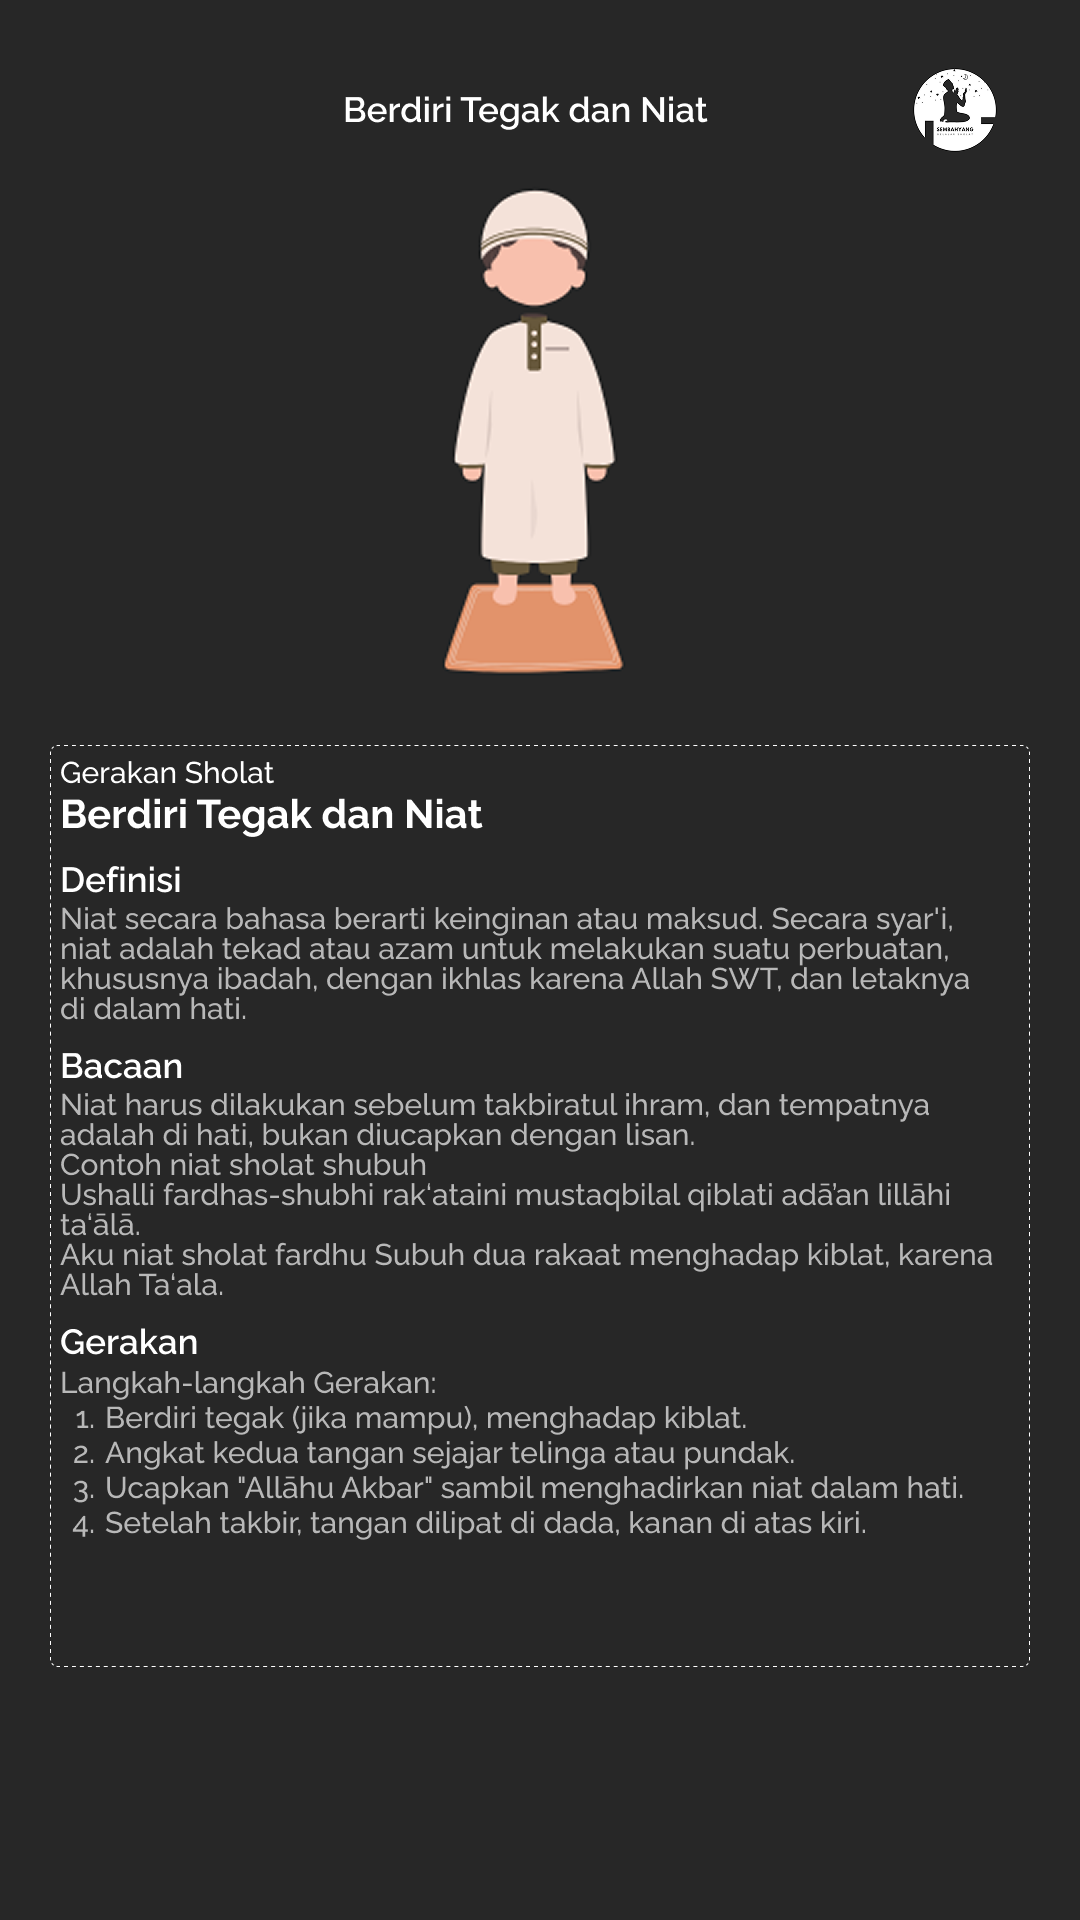 Berdiri Tegak dan Niat
SEMBAHYANG
Gerakan Sholat
Berdiri Tegak dan Niat
Definisi
Niat secara bahasa berarti keinginan atau maksud. Secara syar'i,
niat adalah tekad atau azam untuk melakukan suatu perbuatan,
khususnya ibadah, dengan ikhlas karena Allah SWT, dan letaknya
di dalam hati.
Bacaan
Niat harus dilakukan sebelum takbiratul ihram, dan tempatnya
adalah di hati, bukan diucapkan dengan lisan.
Contoh niat sholat shubuh
Ushalli fardhas-shubhi rak‘ataini mustaqbilal qiblati adā’an lillāhi
ta‘ālā.
Aku niat sholat fardhu Subuh dua rakaat menghadap kiblat, karena
Allah Ta‘ala.
Gerakan
Langkah-langkah Gerakan:
1. Berdiri tegak (jika mampu), menghadap kiblat.
2. Angkat kedua tangan sejajar telinga atau pundak.
3. Ucapkan "Allāhu Akbar" sambil menghadirkan niat dalam hati.
4. Setelah takbir, tangan dilipat di dada, kanan di atas kiri.